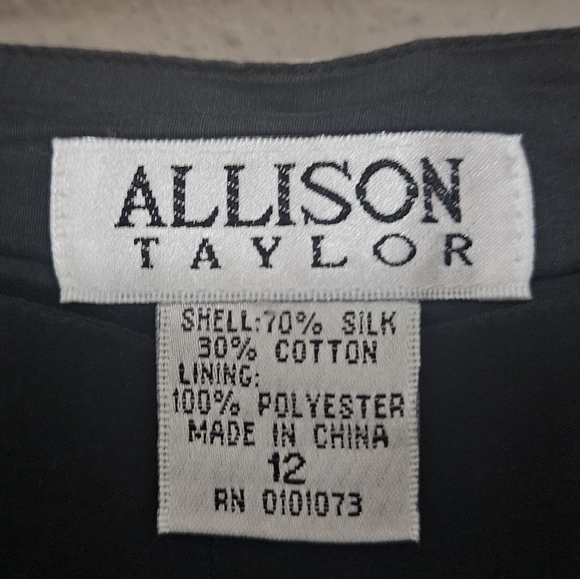 ALLISON
TAYLOR
SHELL:70% SILK
30% COTTON
LINING:
100% POLYESTER
MADE IN CHINA
12
RN 0101073